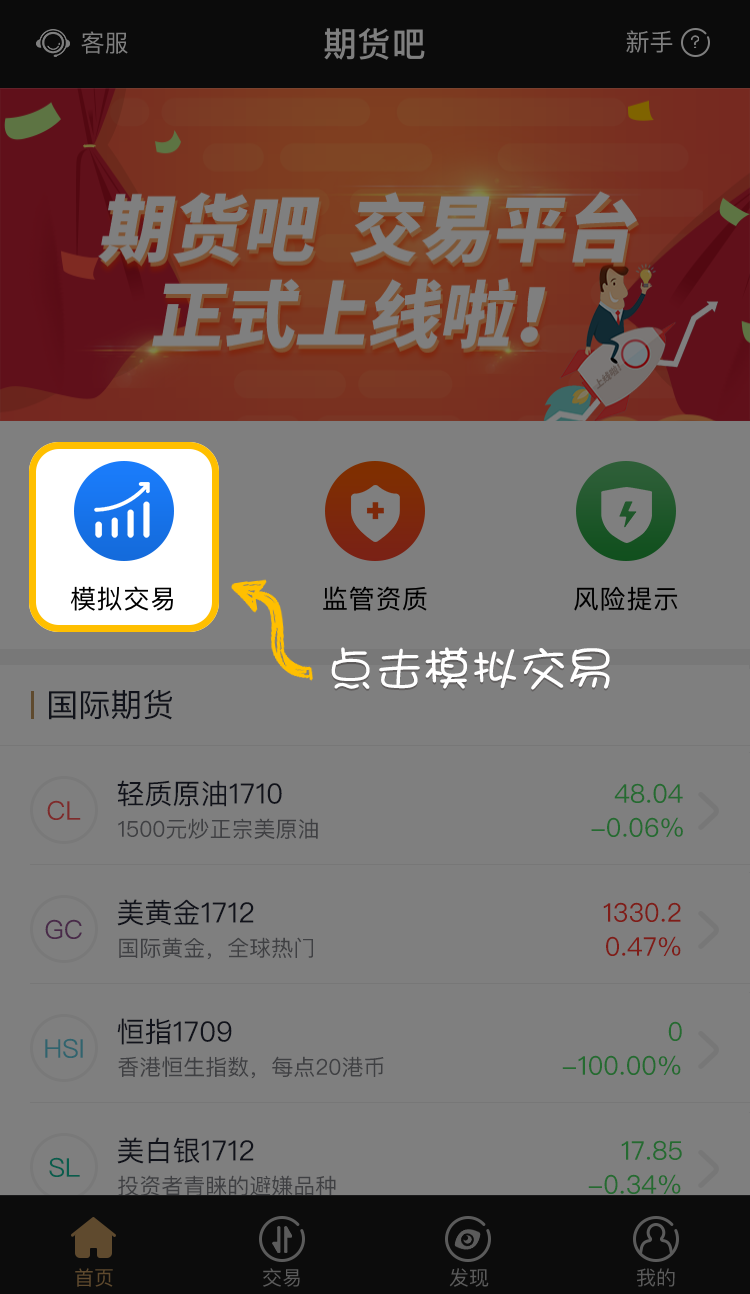 客服
期货吧
新手 ?
期货吧 交易平台
正式上线啦!
上线啦!
模拟交易
监管资质
风险提示
点击模拟交易
国际期货
CL
轻质原油1710
48.04
1500元炒正宗美原油
-0.06%
GC
美黄金1712
1330.2
国际黄金，全球热门
0.47%
HSI
恒指1709
0
香港恒生指数，每点20港币
-100.00%
SL
美白银1712
17.85
投资者青睐的避嫌品种
-0.34%
首页
交易
发现
我的